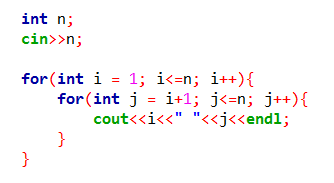 int n;
cin>>n;
for(int i = 1; i<=n; i++){
for(int j = i+1; j<=n; j++){
cout<<i<<" "<<j<<endl;
}
}